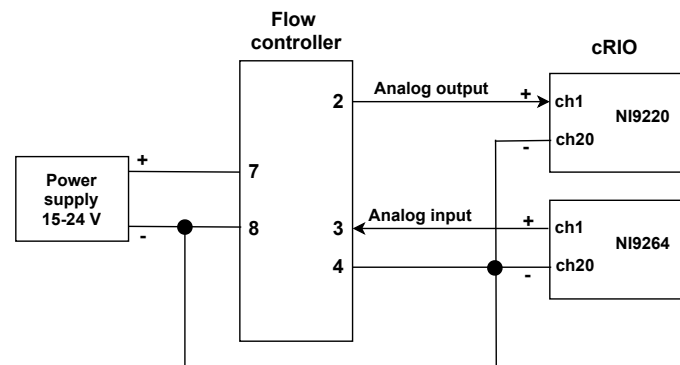 Flow
controller
cRIO
2
Analog output
+
ch1
NI9220
-
ch20
Power
supply
15-24 V
+
7
-
8
3
Analog input
+
ch1
NI9264
4
-
ch20